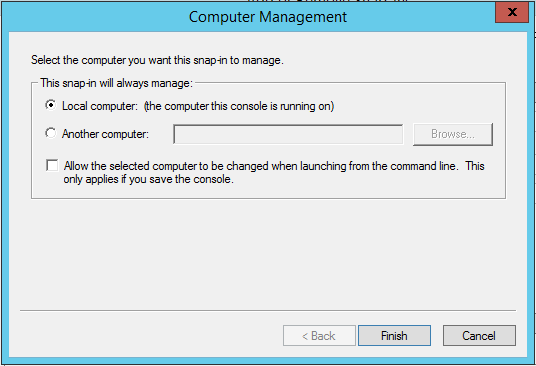 Computer Management
x
Select the computer you want this snap-in to manage.
This snap-in will always manage:
Local computer: (the computer this console is running on)
Another computer:
Browse...
Allow the selected computer to be changed when launching from the command line. This
only applies if you save the console.
< Back
Finish
Cancel